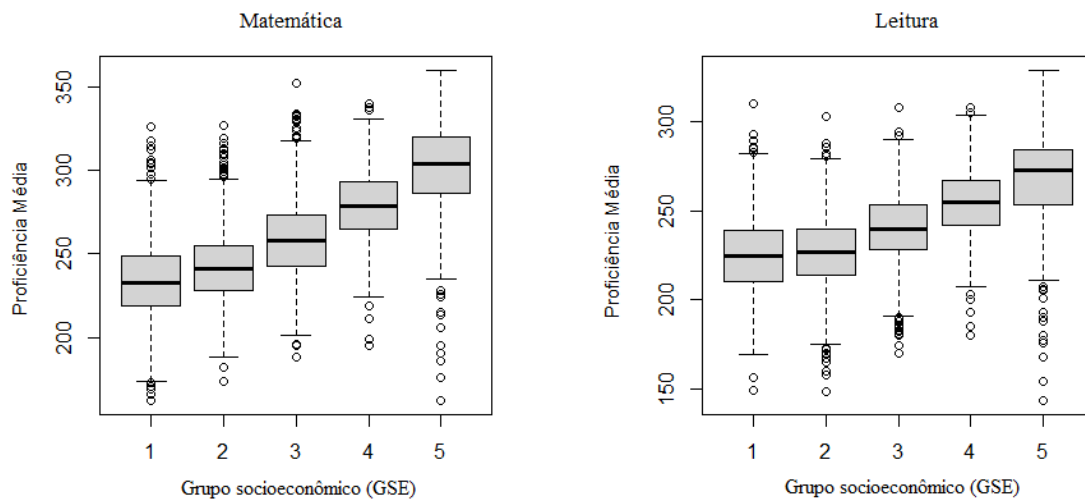 Matemática
Proficiência Média
350
300
250
200
1 2 3 4 5
Grupo socioeconômico (GSE)
Leitura
Proficiência Média
300
250
200
150
1 2 3 4 5
Grupo socioeconômico (GSE)